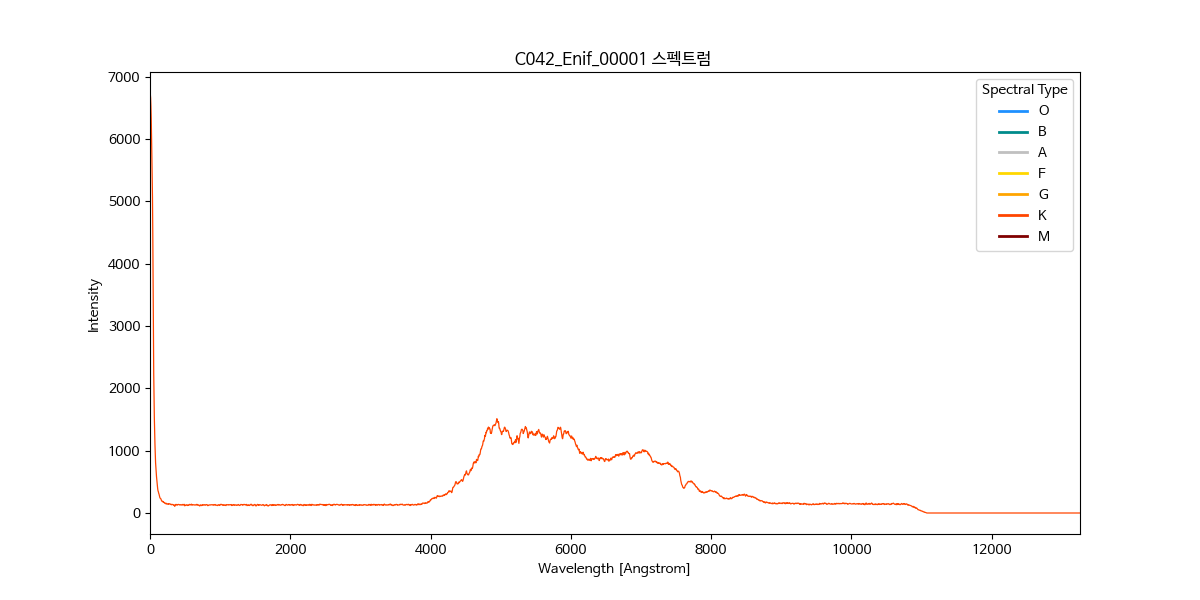 C042_Enif_00001 스펙트럼
7000
6000
5000
4000
3000
2000
1000
0
Intensity
0 2000 4000 6000 8000 10000 12000
Wavelength [Angstrom]
Spectral Type
O
B
A
F
G
K
M